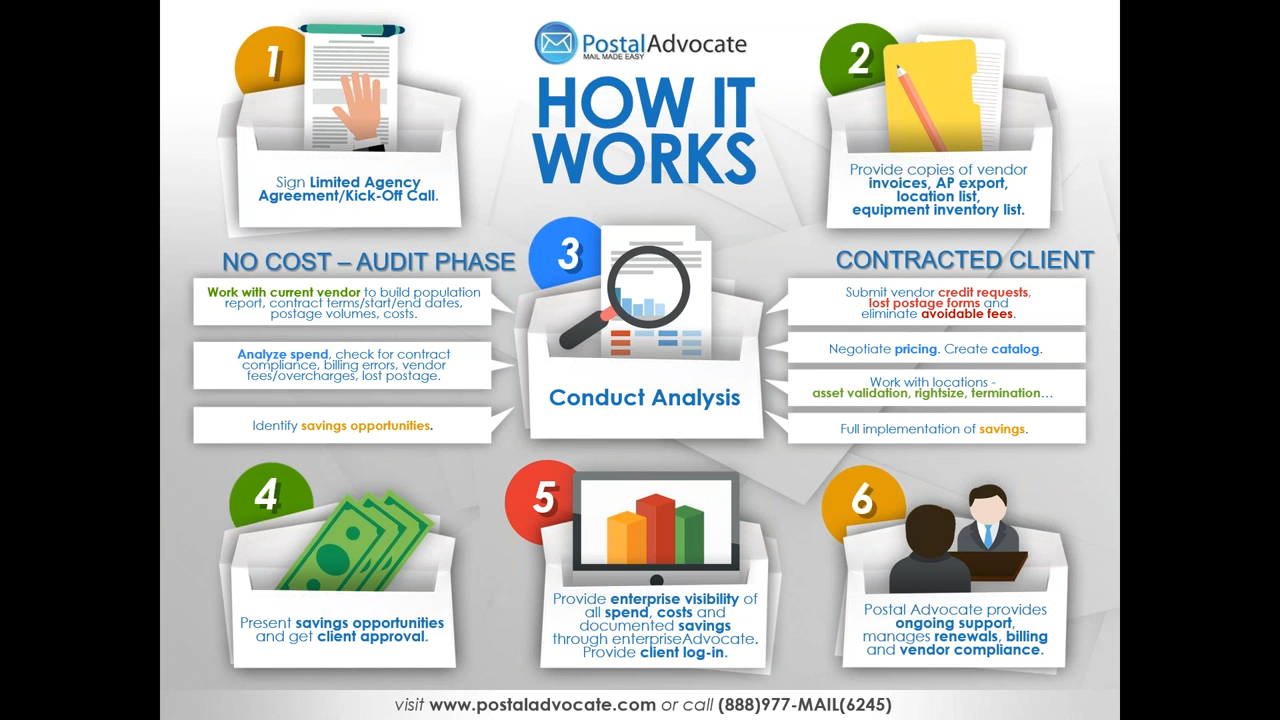 PostalAdvocate
MAIL MADE EASY
HOW IT
WORKS
1
Sign Limited Agency
Agreement/Kick-Off Call.
2
Provide copies of vendor
invoices, AP export,
location list,
equipment inventory list.
NO COST – AUDIT PHASE
Work with current vendor to build population
report, contract terms/start/end dates,
postage volumes, costs.
Analyze spend, check for contract
compliance, billing errors, vendor
fees/overcharges, lost postage.
Identify savings opportunities.
3
Conduct Analysis
CONTRACTED CLIENT
Submit vendor credit requests,
lost postage forms and
eliminate avoidable fees.
Negotiate pricing. Create catalog.
Work with locations -
asset validation, rightsize, termination...
Full implementation of savings.
4
Present savings opportunities
and get client approval.
5
Provide enterprise visibility of
all spend, costs and
documented savings
through enterpriseAdvocate.
Provide client log-in.
6
Postal Advocate provides
ongoing support,
manages renewals, billing
and vendor compliance.
visit www.postaladvocate.com or call (888)977-MAIL(6245)